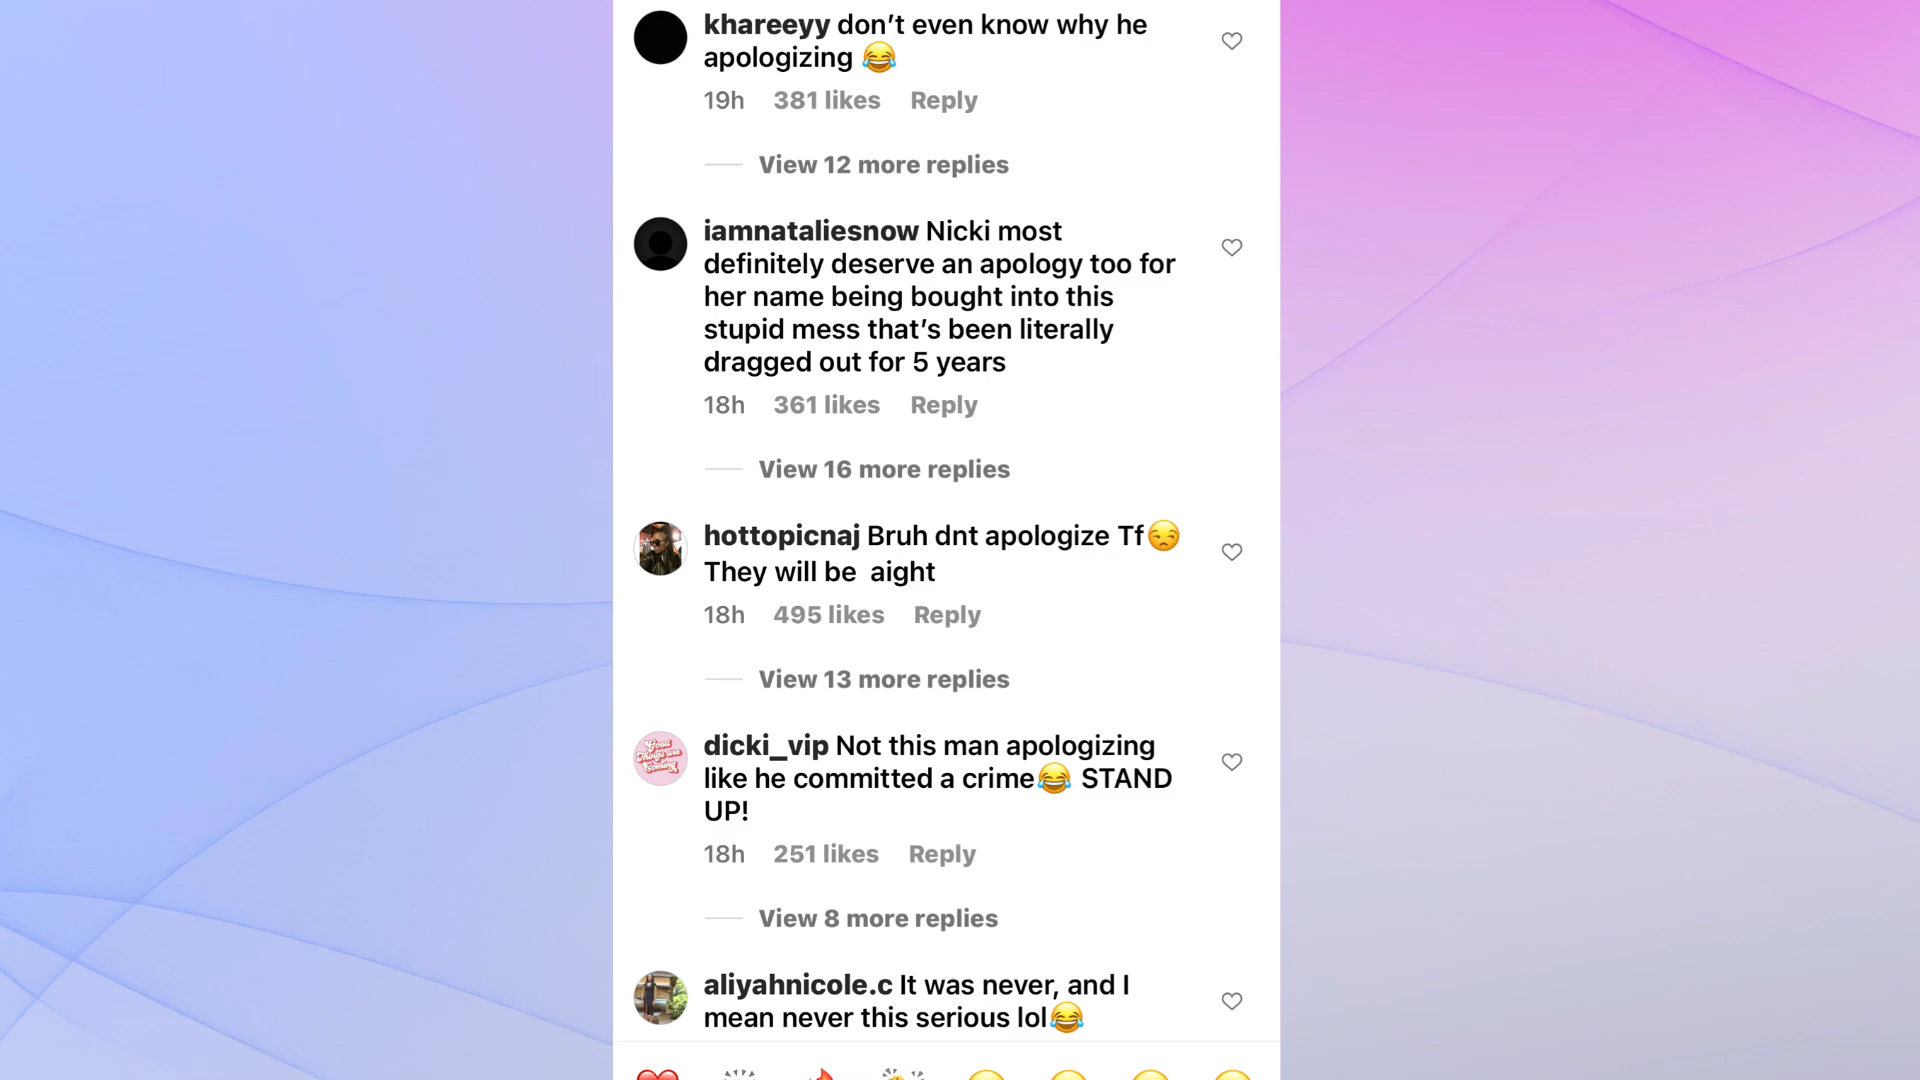 khareeyy don’t even know why he
apologizing 😂
19h 381 likes Reply
View 12 more replies
iamnataliesnow Nicki most
definitely deserve an apology too for
her name being bought into this
stupid mess that’s been literally
dragged out for 5 years
18h 361 likes Reply
View 16 more replies
hottopicnaj Bruh dnt apologize Tf😒
They will be  aight
18h 495 likes Reply
View 13 more replies
Good
Things are
Coming
dicki_vip Not this man apologizing
like he committed a crime😂 STAND
UP!
18h 251 likes Reply
View 8 more replies
aliyahnicole.c It was never, and I
mean never this serious lol😂